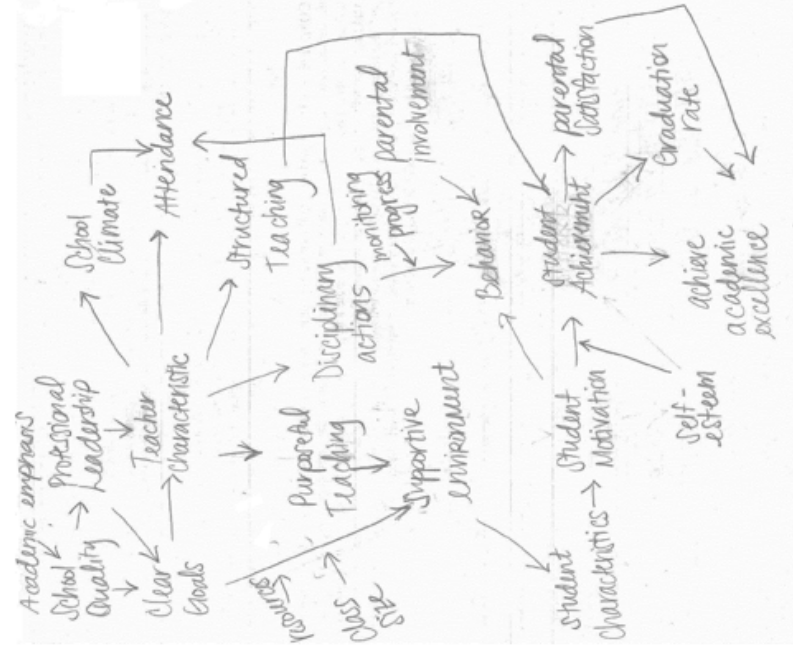 Academic emphasis
School
Quality
Professional
Leadership
School
Climate
Clear
Goals
Teacher
Characteristic
Attendance
Structured
Teaching
resources
Class
size
Purposeful
Teaching
Disciplinary
actions
monitoring
progress
parental
involvement
Supportive
environment
Behavior
Student
Characteristics
Student
Motivation
Student
Achievement
parental
Satisfaction
Self-
esteem
achieve
academic
excellence
Graduation
rate